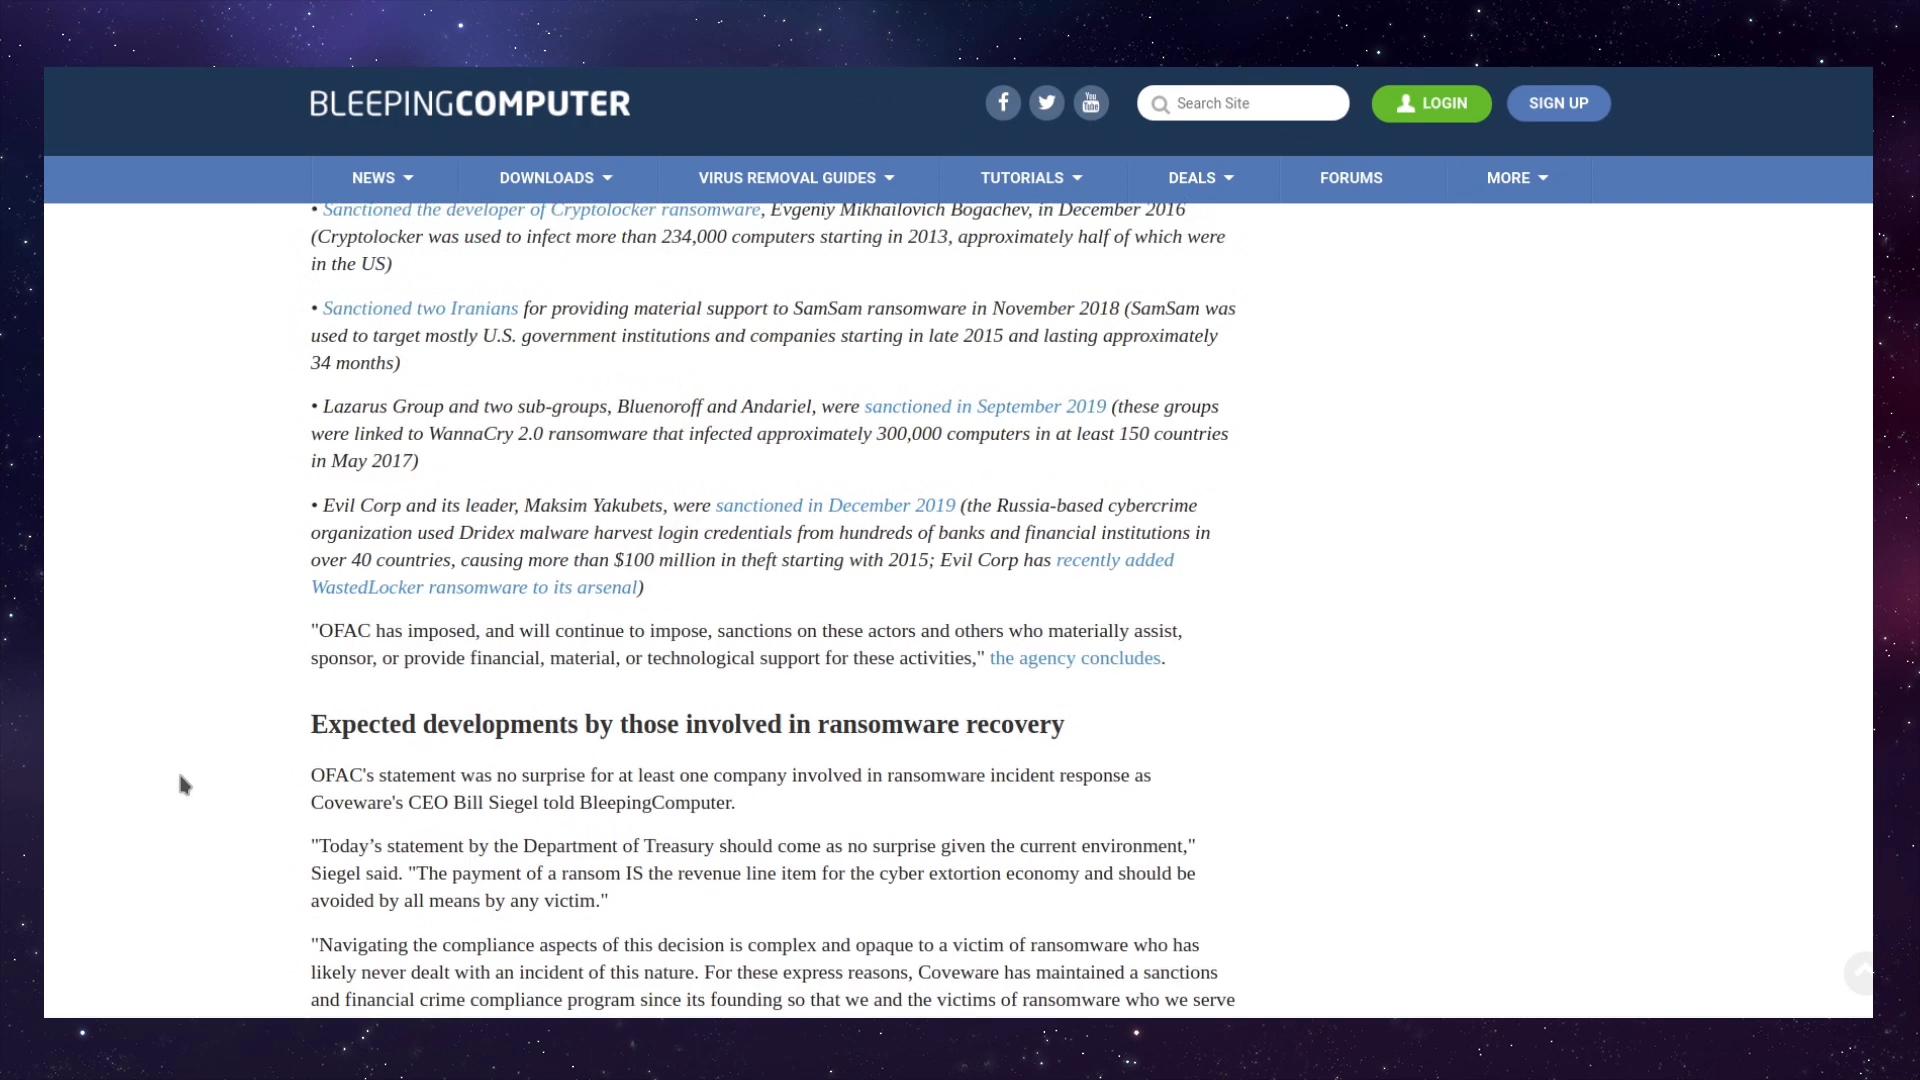 BLEEPINGCOMPUTER
You
Tube
Search Site
LOGIN
SIGN UP
NEWS
DOWNLOADS
VIRUS REMOVAL GUIDES
TUTORIALS
DEALS
FORUMS
MORE
• Sanctioned the developer of Cryptolocker ransomware, Evgeniy Mikhailovich Bogachev, in December 2016
(Cryptolocker was used to infect more than 234,000 computers starting in 2013, approximately half of which were
in the US)
• Sanctioned two Iranians for providing material support to SamSam ransomware in November 2018 (SamSam was
used to target mostly U.S. government institutions and companies starting in late 2015 and lasting approximately
34 months)
• Lazarus Group and two sub-groups, Bluenoroff and Andariel, were sanctioned in September 2019 (these groups
were linked to WannaCry 2.0 ransomware that infected approximately 300,000 computers in at least 150 countries
in May 2017)
• Evil Corp and its leader, Maksim Yakubets, were sanctioned in December 2019 (the Russia-based cybercrime
organization used Dridex malware harvest login credentials from hundreds of banks and financial institutions in
over 40 countries, causing more than $100 million in theft starting with 2015; Evil Corp has recently added
WastedLocker ransomware to its arsenal)
"OFAC has imposed, and will continue to impose, sanctions on these actors and others who materially assist,
sponsor, or provide financial, material, or technological support for these activities," the agency concludes.
Expected developments by those involved in ransomware recovery
OFAC's statement was no surprise for at least one company involved in ransomware incident response as
Coveware's CEO Bill Siegel told BleepingComputer.
"Today’s statement by the Department of Treasury should come as no surprise given the current environment,"
Siegel said. "The payment of a ransom IS the revenue line item for the cyber extortion economy and should be
avoided by all means by any victim."
"Navigating the compliance aspects of this decision is complex and opaque to a victim of ransomware who has
likely never dealt with an incident of this nature. For these express reasons, Coveware has maintained a sanctions
and financial crime compliance program since its founding so that we and the victims of ransomware who we serve